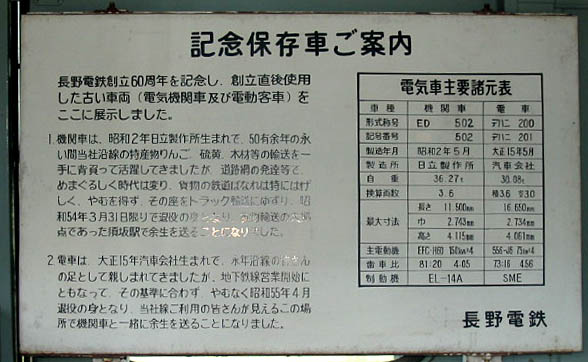 記念保存車ご案内
長野電鉄創立60周年を記念し、創立直後使用
した古い車両（電気機関車及び電動客車）を
ここに展示しました。
1. 機関車は、昭和2年日立製作所生まれで、50有余年の永
い間当社沿線の特産物りんご、硫黄、木材等の輸送を一
手に背負って活躍してきましたが、道路網の発達等で、
めまぐるしく時代は変り、貨物の鉄道ばなれは特にはげ
しく、やむを得ず、その座をトラック輸送にゆずり、昭
和54年3月31日限りで退役の身となり、貨物輸送の
点であった須坂駅で余生を送ることになりました。
2. 電車は、大正15年汽車会社生まれで、永年沿線の皆さん
の足として親しまれてきましたが、地下鉄線営業開始に
ともなって、その基準に合わず、やむなく昭和55年4月
退役の身となり、当社線ご利用の皆さんが見えるこの場
所で機関車と一緒に余生を送ることになりました。
電気車主要諸元表
車種 機関車 電車
形式称号 ED 502 デハニ 200
記号番号 502 デハニ 201
製造年月 昭和2年5月 大正15年5月
製造所 日立製作所 汽車会社
自重 36.27t 30.08t
換算両数 3.6 積3.6 空3.0
最大寸法 長さ 11.500mm 16.650mm
巾 2.743mm 2.734mm
高さ 4.115mm 4.061mm
主電動機 EFC-H60 150kW×4 556-J6 75kW×4
歯車比 81:20 4.05 73:16 4.56
制動機 EL-14A SME
長野電鉄